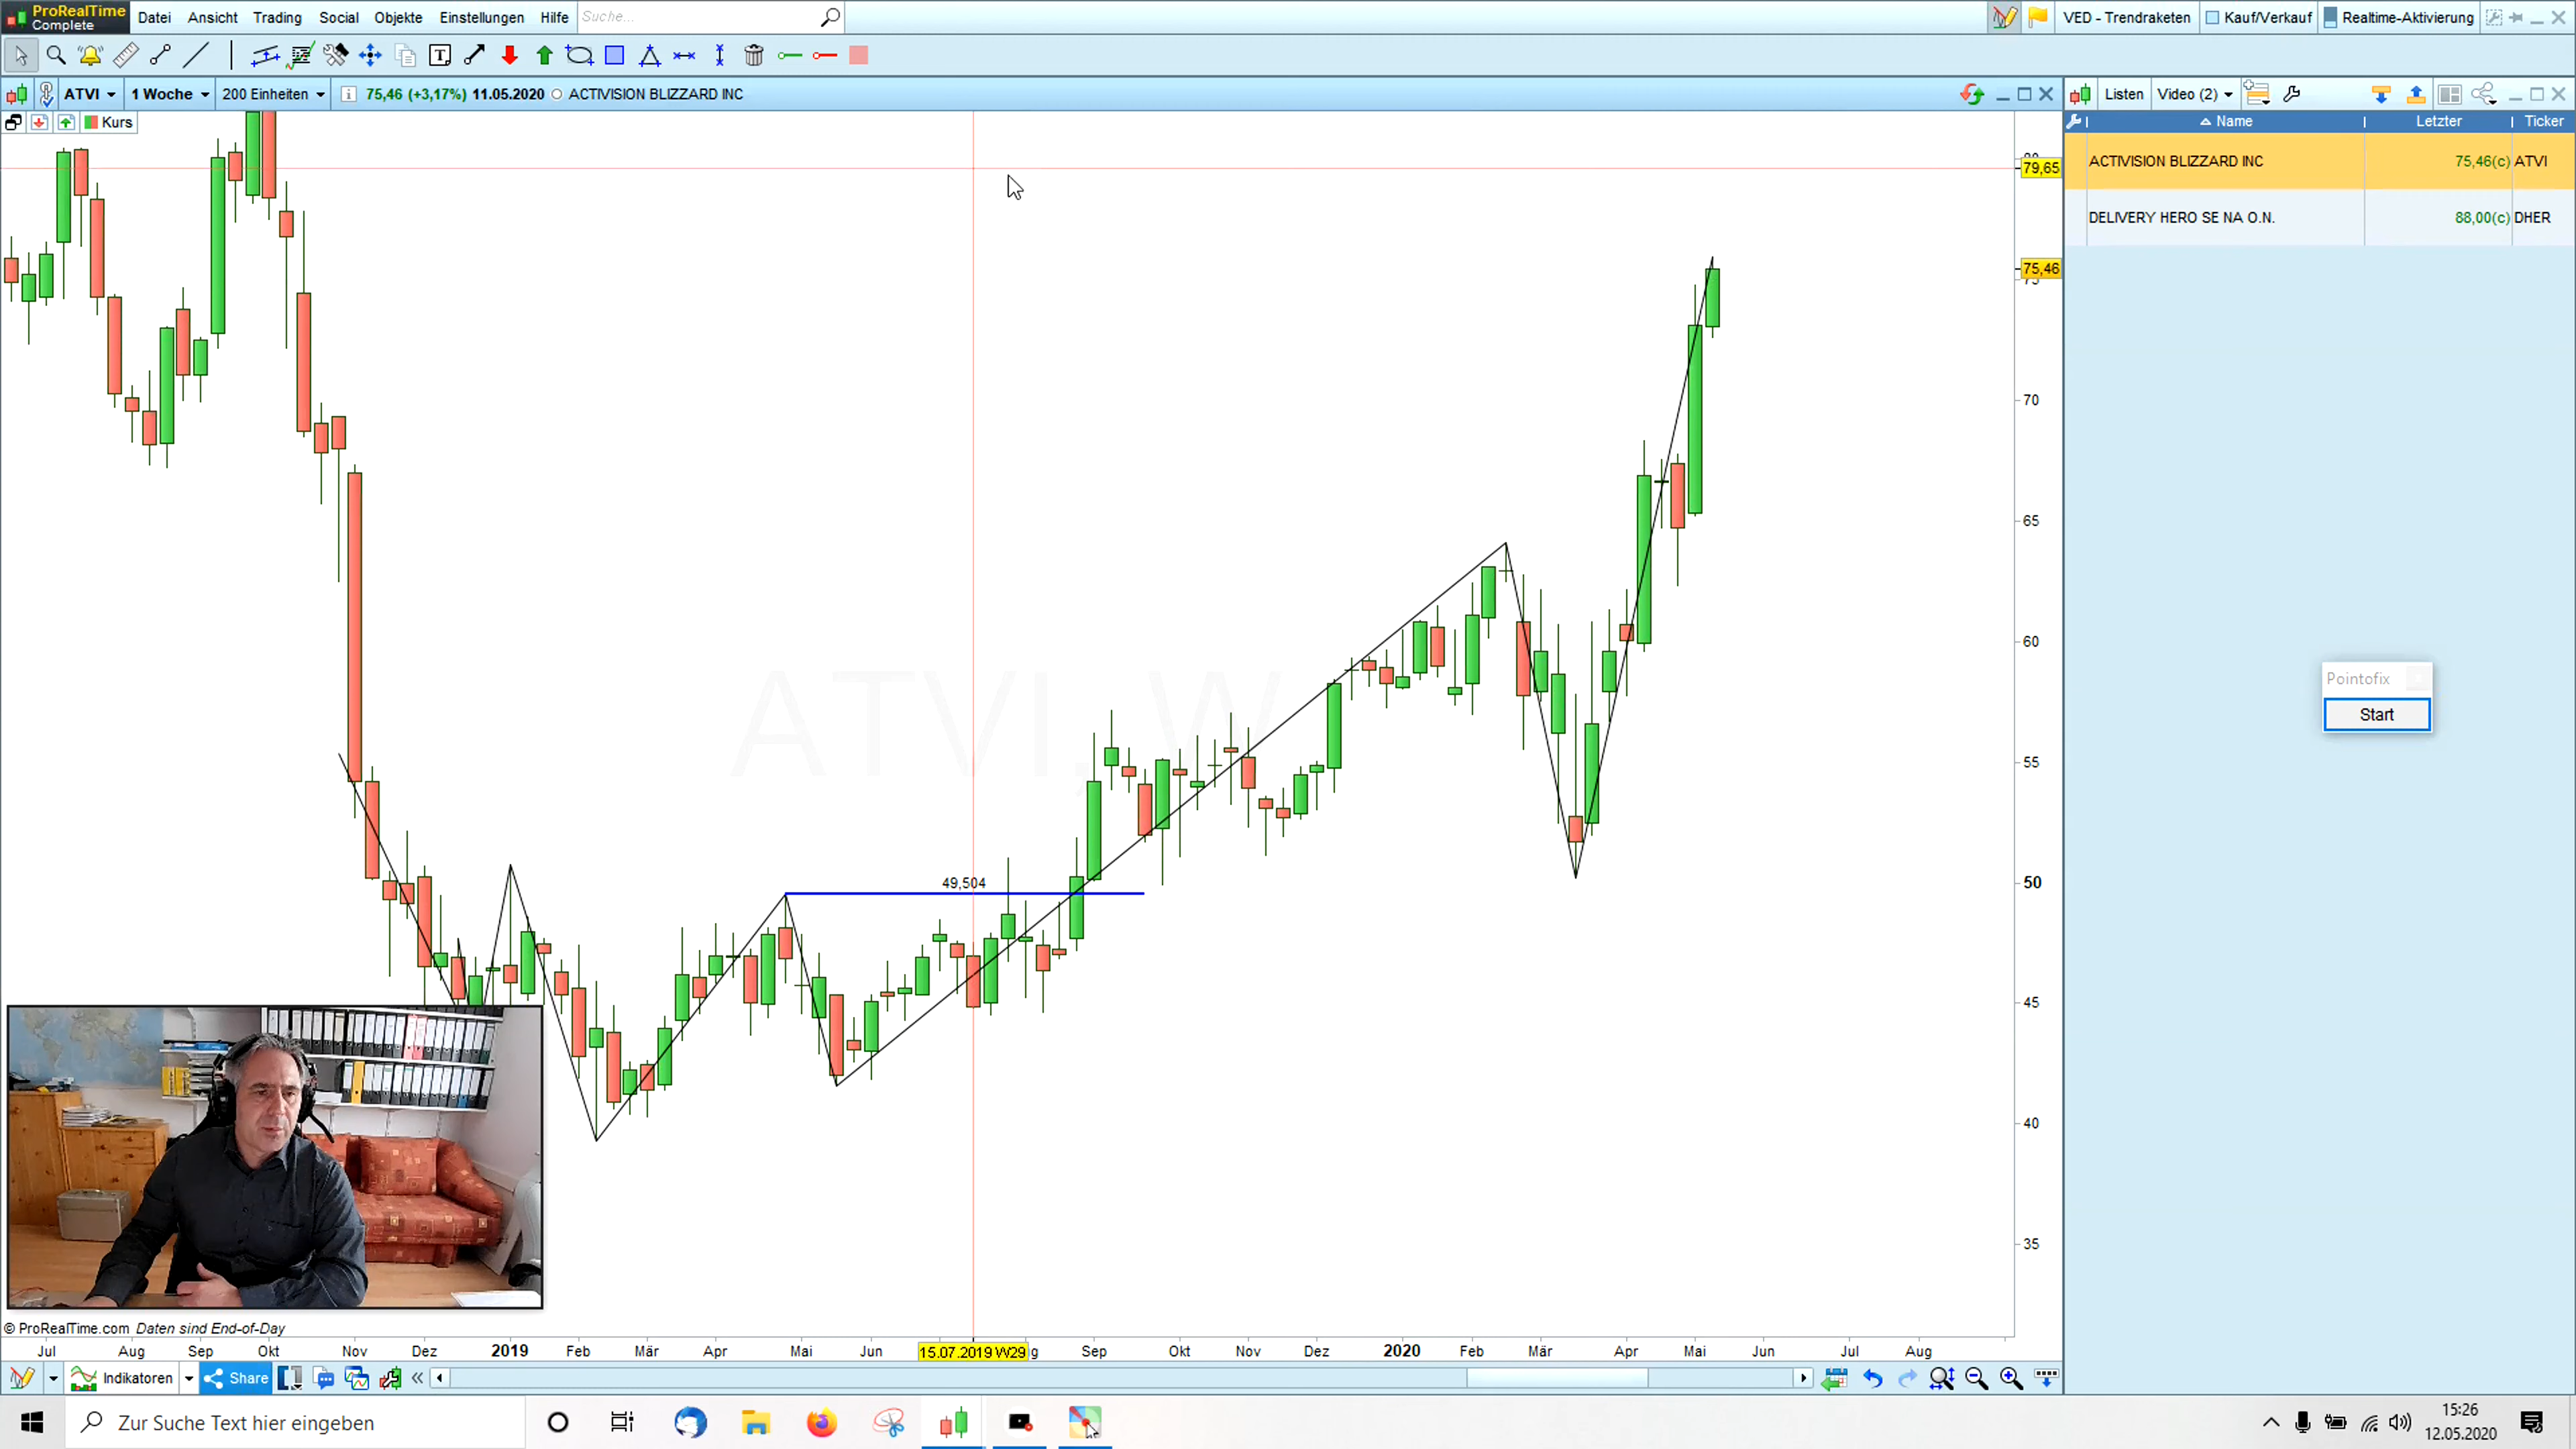 ProRealTime
Complete
Datei Ansicht Trading Social Objekte Einstellungen Hilfe Suche...
VED - Trendraketen Kauf/Verkauf Realtime-Aktivierung
ATVI 1 Woche 200 Einheiten 75,46 (+3,17%) 11.05.2020 ACTIVISION BLIZZARD INC
Listen Video (2)
Kurs
Name Letzter Ticker
ACTIVISION BLIZZARD INC 75,46(c) ATVI
DELIVERY HERO SE NA O.N. 88,00(c) DHER
79,65
75,46
70
65
60
55
50
45
40
35
ATVI, W
49,504
Pointofix
Start
© ProRealTime.com Daten sind End-of-Day
Jul Aug Sep Okt Nov Dez 2019 Feb Mär Apr Mai Jun 15.07.2019 W29 g Sep Okt Nov Dez 2020 Feb Mär Apr Mai Jun Jul Aug
Indikatoren Share
Zur Suche Text hier eingeben
15:26
12.05.2020